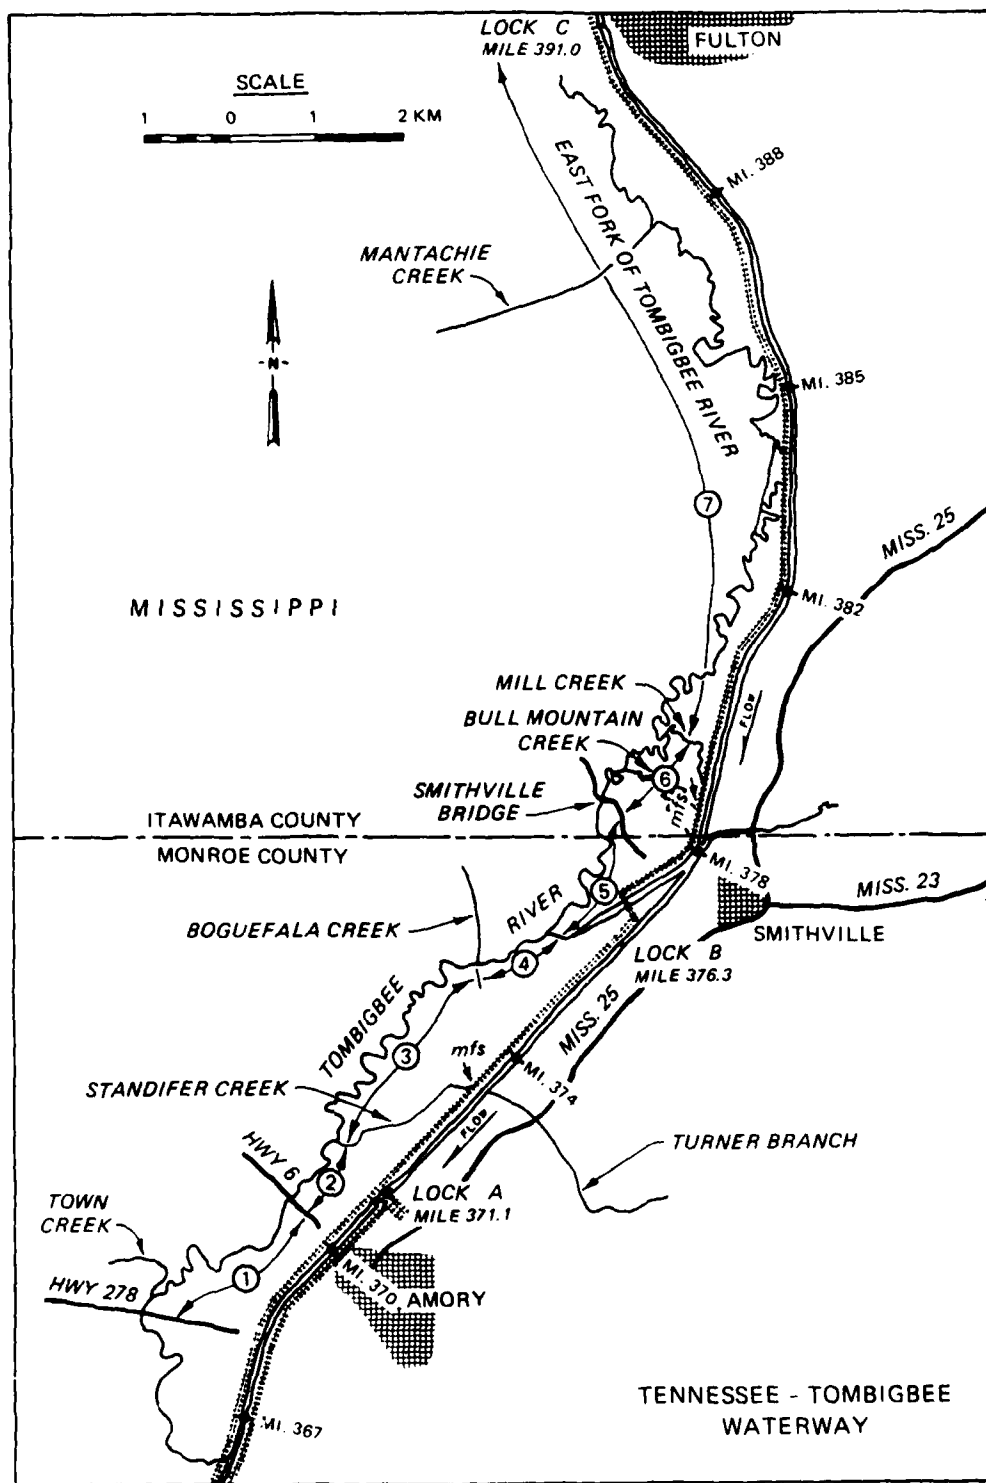 LOCK C
MILE 391.0
FULTON
SCALE
1 0 1 2 KM
MI. 388
EAST FORK OF TOMBIGBEE RIVER
MANTACHIE
CREEK
-N-
MI. 385
7
MISS. 25
MISSISSIPPI
MI. 382
MILL CREEK
BULL MOUNTAIN
CREEK
FLOW
6
SMITHVILLE
BRIDGE
mfs
ITAWAMBA COUNTY
MONROE COUNTY
MI. 378
5
MISS. 23
RIVER
BOGUEFALA CREEK
SMITHVILLE
4
LOCK B
MILE 376.3
TOMBIGBEE
MISS. 25
3
mfs
MI. 374
STANDIFER CREEK
FLOW
TURNER BRANCH
HWY 6
2
LOCK A
MILE 371.1
TOWN
CREEK
1
HWY 278
MI. 370
AMORY
MI. 367
TENNESSEE - TOMBIGBEE
WATERWAY